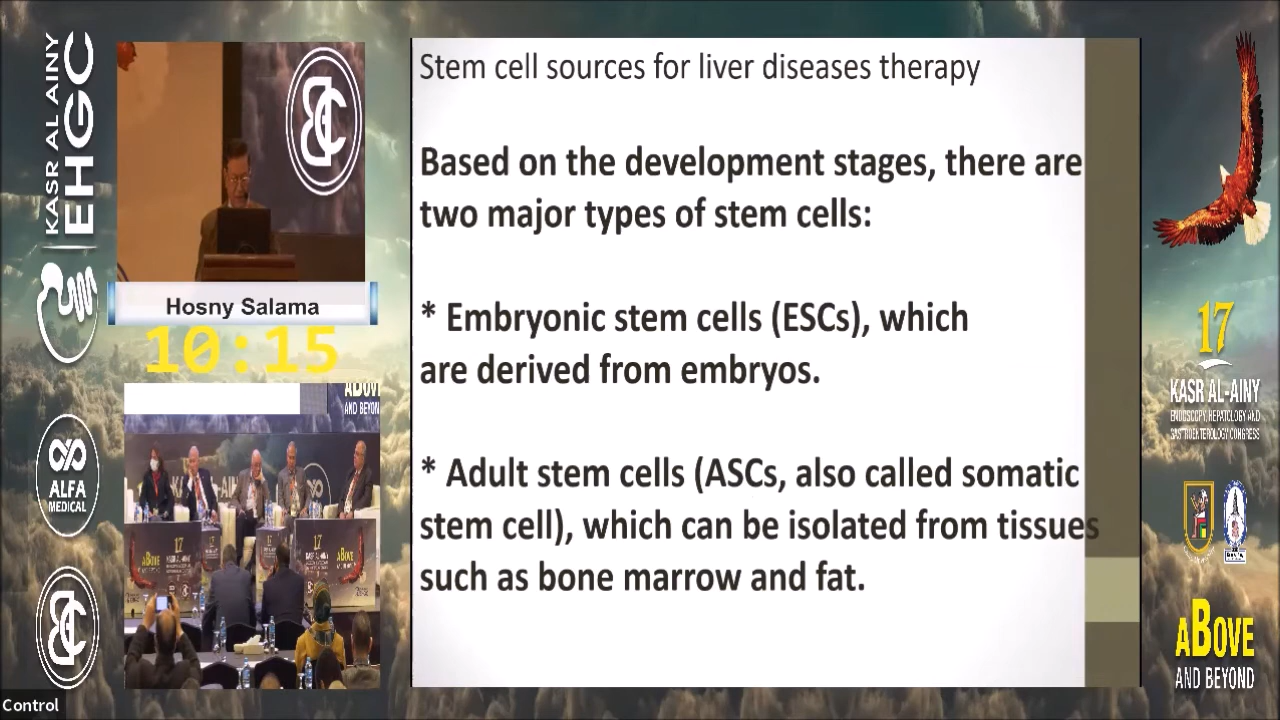 KASR AL AINY
EHGC
ALFA
MEDICAL
Hosny Salama
10:15
ABOVE
AND BEYON
17
ABOVE
Control
Stem cell sources for liver diseases therapy
Based on the development stages, there are
two major types of stem cells:
* Embryonic stem cells (ESCs), which
are derived from embryos.
* Adult stem cells (ASCs, also called somatic
stem cell), which can be isolated from tissues
such as bone marrow and fat.
17
KASR AL-AINY
ENDOSCOPY, HEPATOLOGY AND
GASTROENTEROLOGY CONGRESS
ABOVE
AND BEYOND